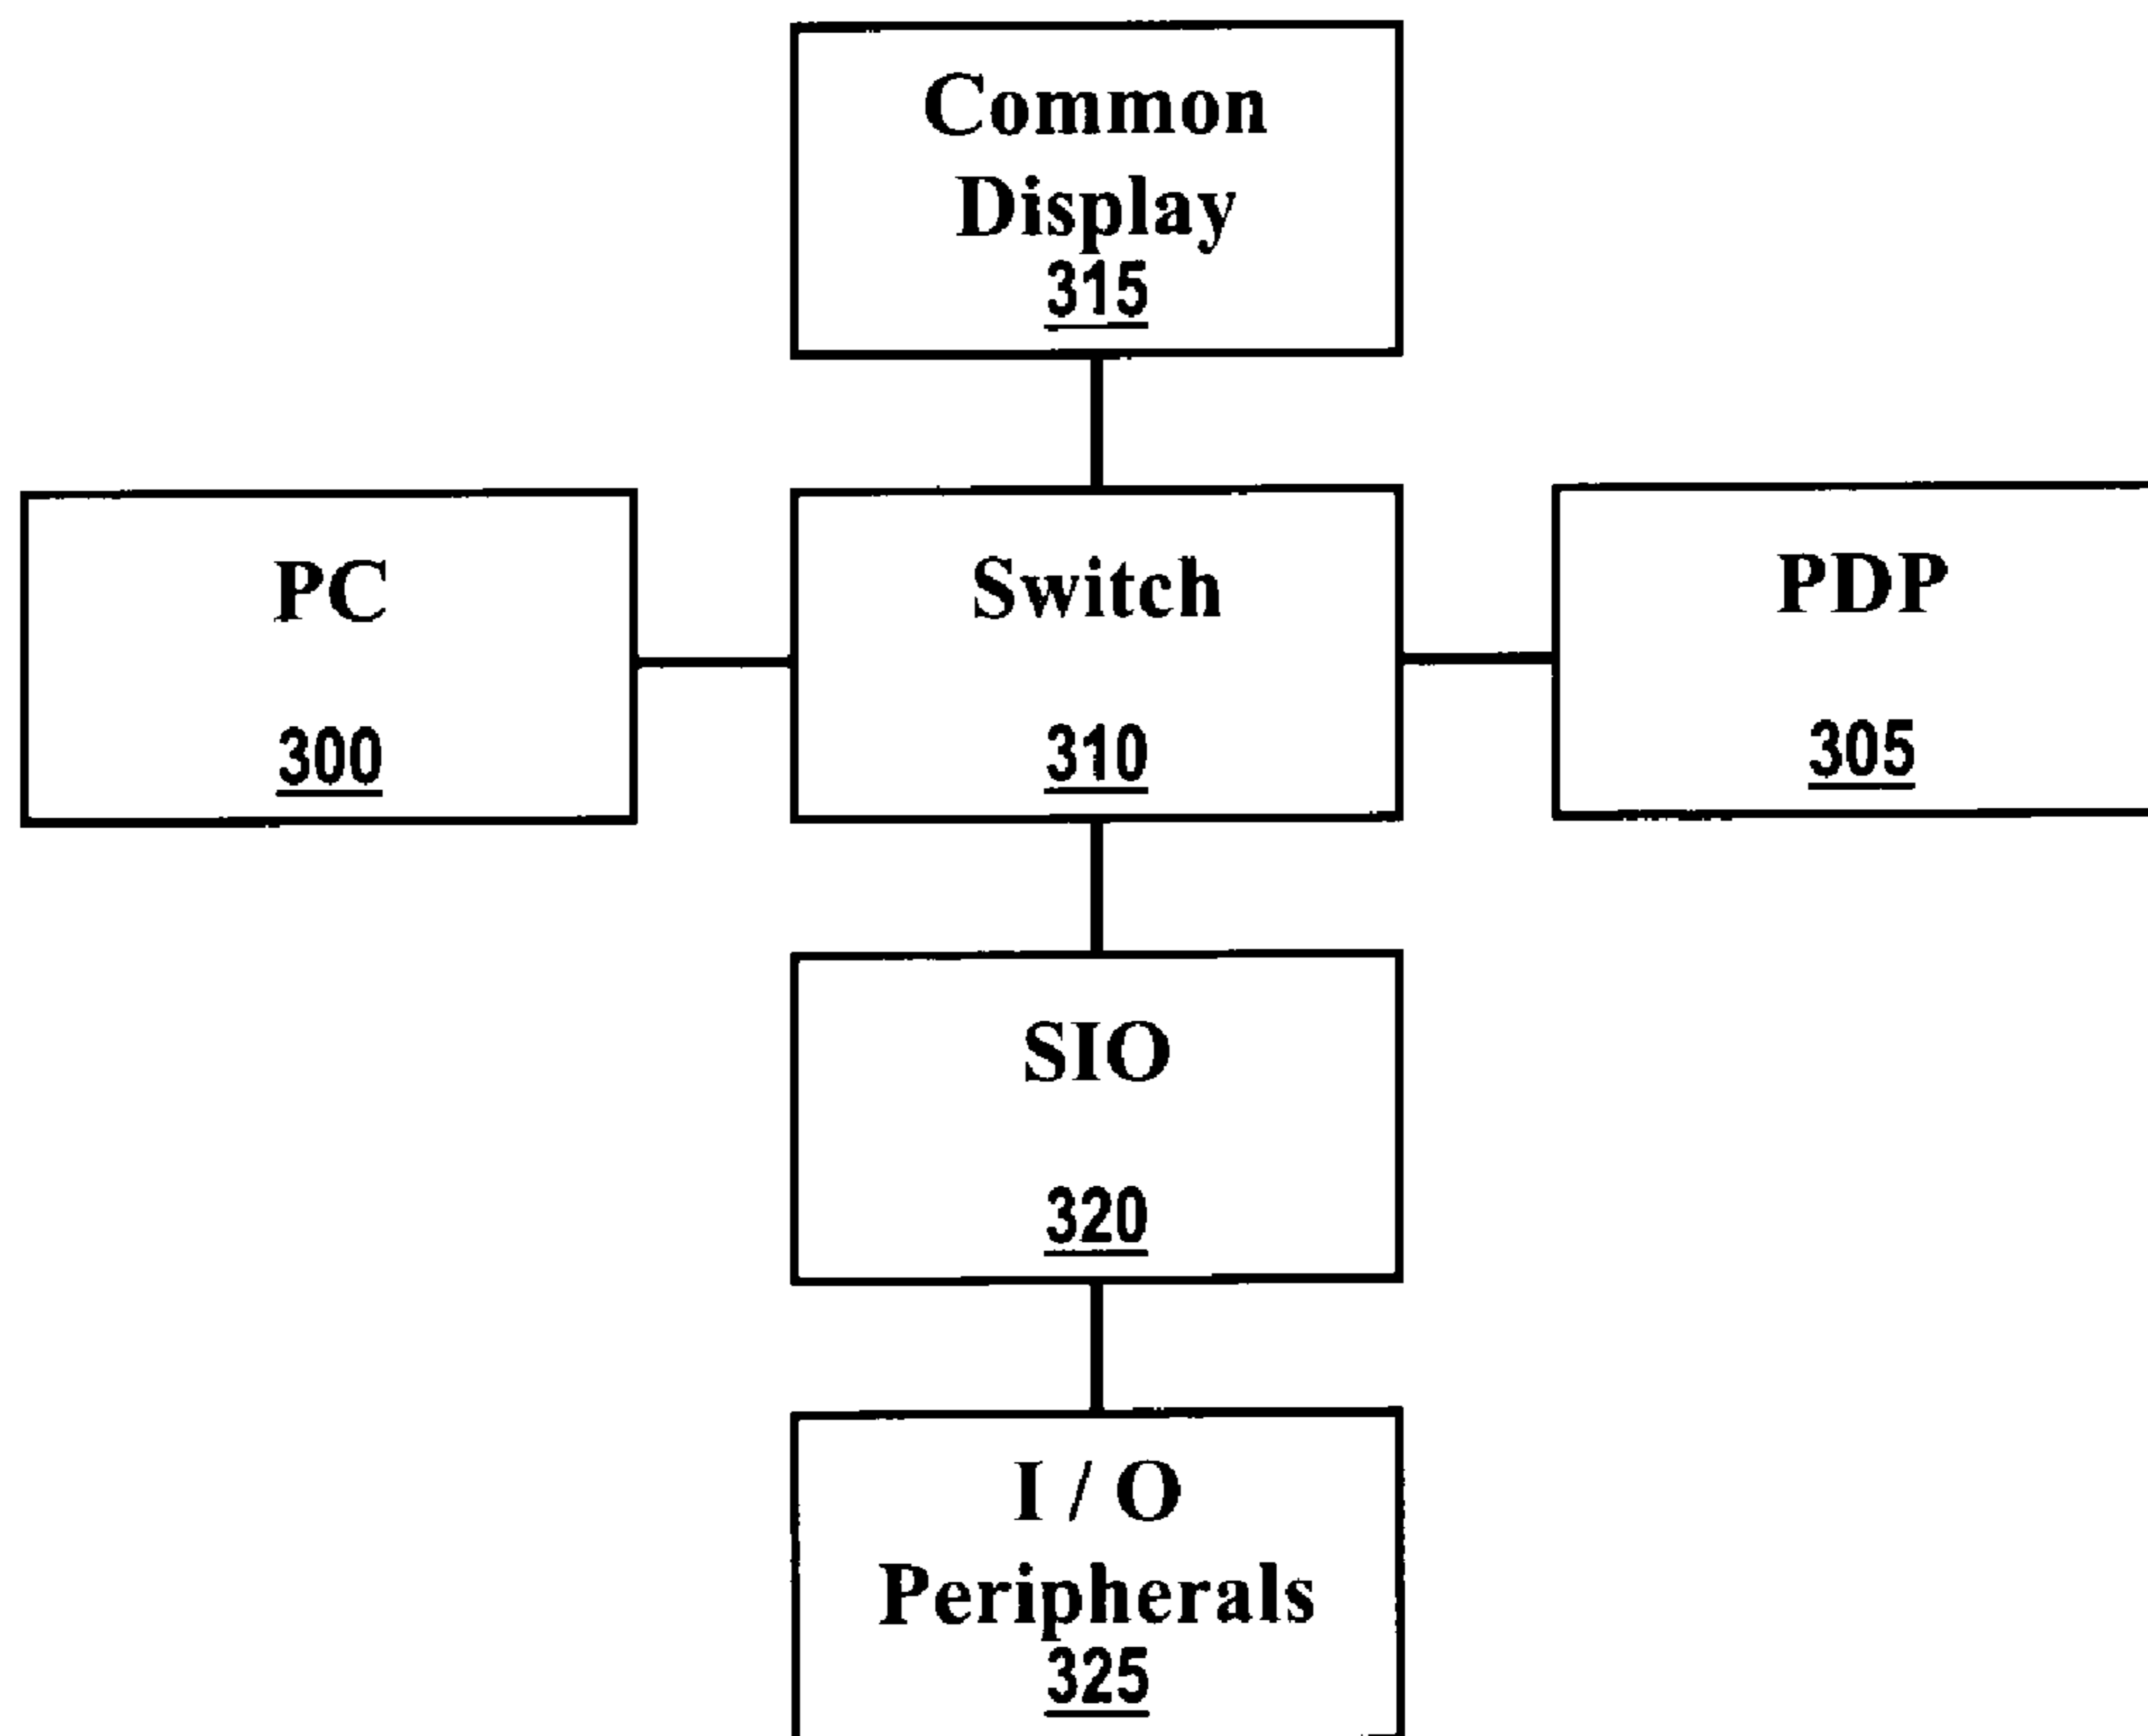 Common
Display
315
PC
300
Switch
310
PDP
305
SIO
320
I / O
Peripherals
325